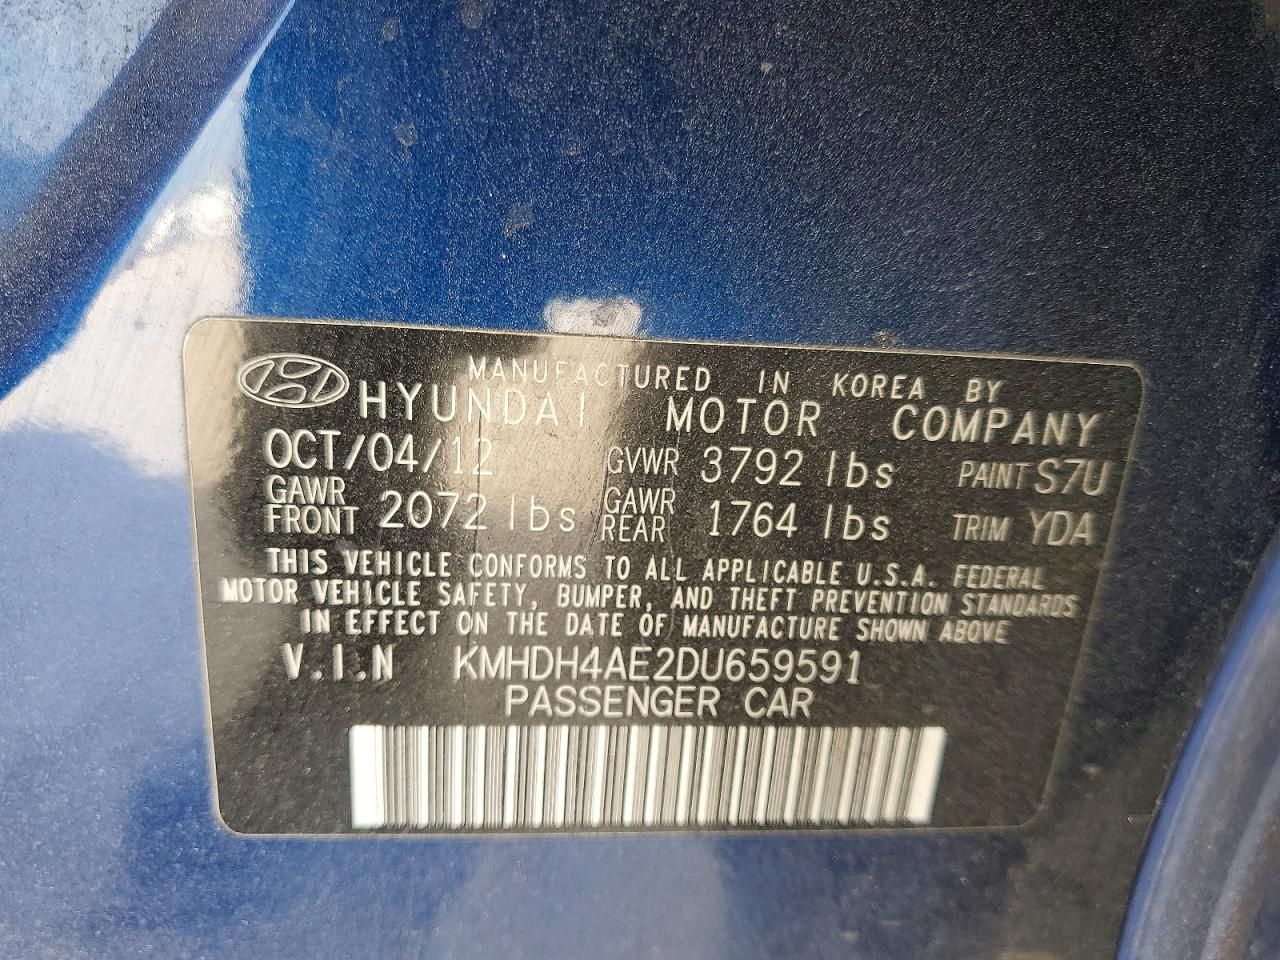 MANUFACTURED IN KOREA BY
HYUNDAI MOTOR COMPANY
OCT/04/12 GVWR 3792 lbs PAINT S7U
GAWR FRONT 2072 lbs GAWR REAR 1764 lbs TRIM YDA
THIS VEHICLE CONFORMS TO ALL APPLICABLE U.S.A. FEDERAL
MOTOR VEHICLE SAFETY, BUMPER, AND THEFT PREVENTION STANDARDS
IN EFFECT ON THE DATE OF MANUFACTURE SHOWN ABOVE
V.I.N KMHDH4AE2DU659591
PASSENGER CAR